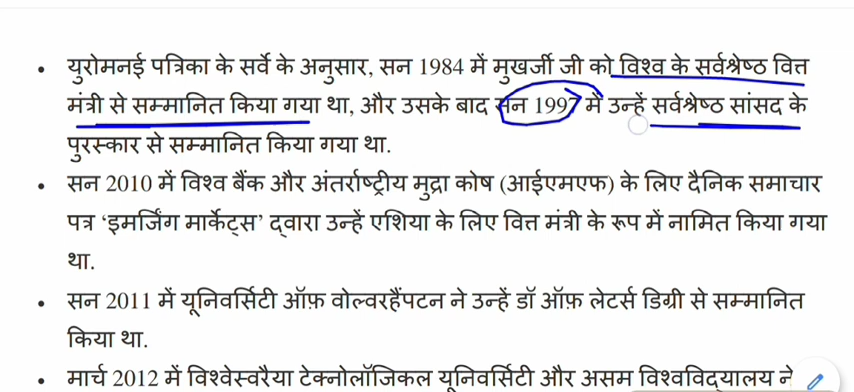 • युरोमनई पत्रिका के सर्वे के अनुसार, सन 1984 में मुखर्जी जी को विश्व के सर्वश्रेष्ठ वित्त
मंत्री से सम्मानित किया गया था, और उसके बाद सन 1997 में उन्हें सर्वश्रेष्ठ सांसद के
पुरस्कार से सम्मानित किया गया था.
• सन 2010 में विश्व बैंक और अंतर्राष्ट्रीय मुद्रा कोष (आईएमएफ) के लिए दैनिक समाचार
पत्र ‘इमर्जिंग मार्केट्स’ द्वारा उन्हें एशिया के लिए वित्त मंत्री के रूप में नामित किया गया
था.
• सन 2011 में यूनिवर्सिटी ऑफ़ वोल्वरहैंपटन ने उन्हें डॉ ऑफ़ लेटर्स डिग्री से सम्मानित
किया था.
• मार्च 2012 में विश्वेस्वरैया टेक्नोलॉजिकल यूनिवर्सिटी और असम विश्वविद्यालय ने